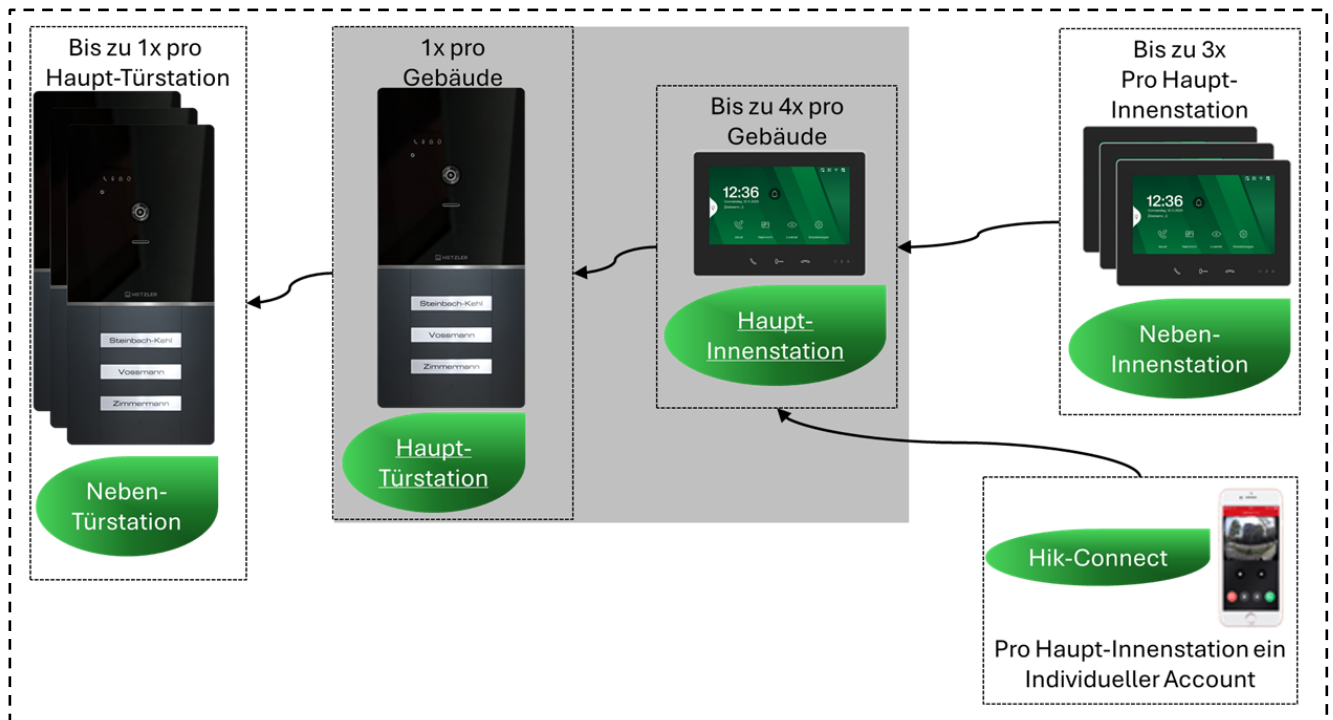 Bis zu 1x pro
Haupt-Türstation
METZLER
Steinbach-Kehl
Vossmann
Zimmermann
Neben-
Türstation
1x pro
Gebäude
METZLER
Steinbach-Kehl
Vossmann
Zimmermann
Haupt-
Türstation
Bis zu 4x pro
Gebäude
12:36
Haupt-
Innenstation
Bis zu 3x
Pro Haupt-
Innenstation
12:36
Neben-
Innenstation
Hik-Connect
Pro Haupt-Innenstation ein
Individueller Account